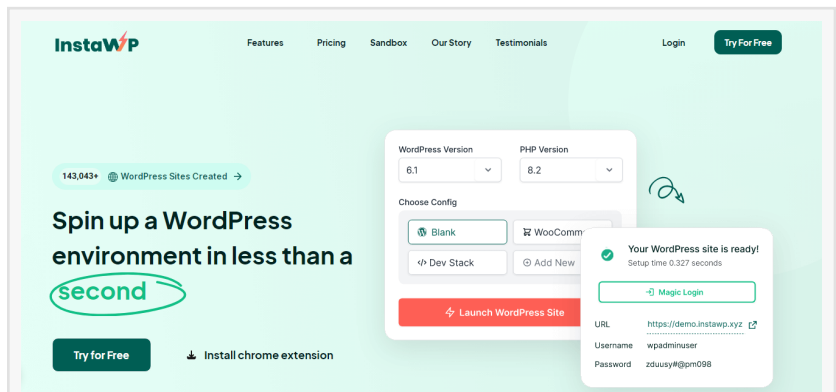 InstaWP
Features
Pricing
Sandbox
Our Story
Testimonials
Login
Try For Free
143,043+ WordPress Sites Created →
Spin up a WordPress
environment in less than a
second
Try for Free
Install chrome extension
WordPress Version
PHP Version
6.1
8.2
Choose Config
Blank
</> Dev Stack
Add New
Launch WordPress Site
Your WordPress site is ready!
Setup time 0.327 seconds
Magic Login
URL https://demo.instawp.xyz
Username wpadminuser
Password zduusy#@pm098